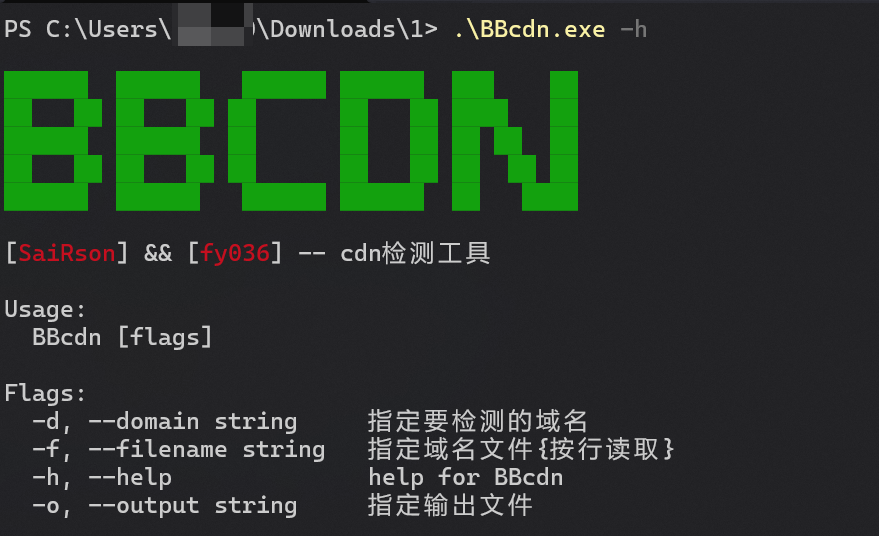 PS C:\Users\ \Downloads\1> .\BBcdn.exe -h
BBCDN
[SaiRson] && [fy036] -- cdn检测工具
Usage:
BBcdn [flags]
Flags:
-d, --domain string 指定要检测的域名
-f, --filename string 指定域名文件{按行读取}
-h, --help help for BBcdn
-o, --output string 指定输出文件